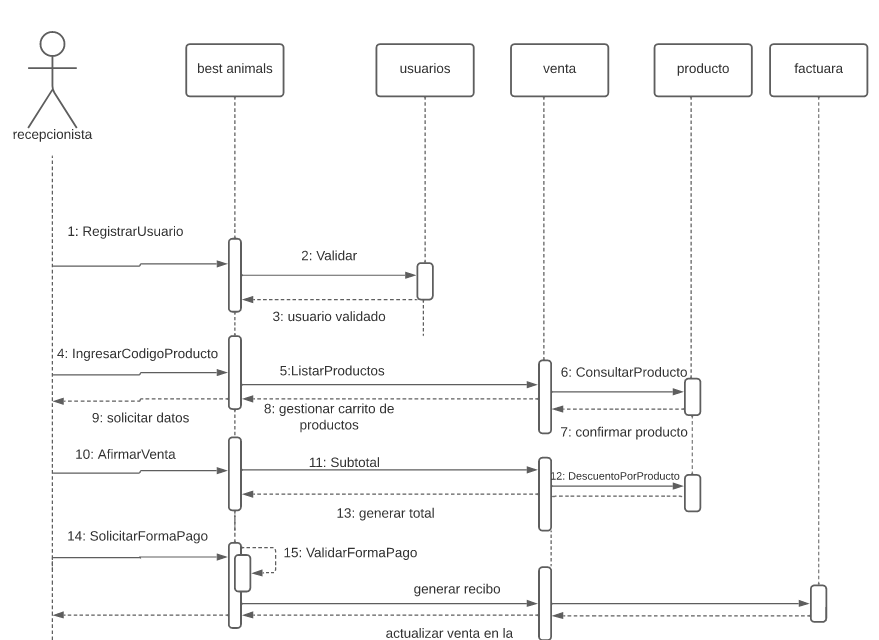 best animals
usuarios
venta
producto
factuara
recepcionista
1: RegistrarUsuario
2: Validar
3: usuario validado
4: IngresarCodigoProducto
5:ListarProductos
6: ConsultarProducto
8: gestionar carrito de
productos
9: solicitar datos
7: confirmar producto
10: AfirmarVenta
11: Subtotal
12: DescuentoPorProducto
13: generar total
14: SolicitarFormaPago
15: ValidarFormaPago
generar recibo
actualizar venta en la